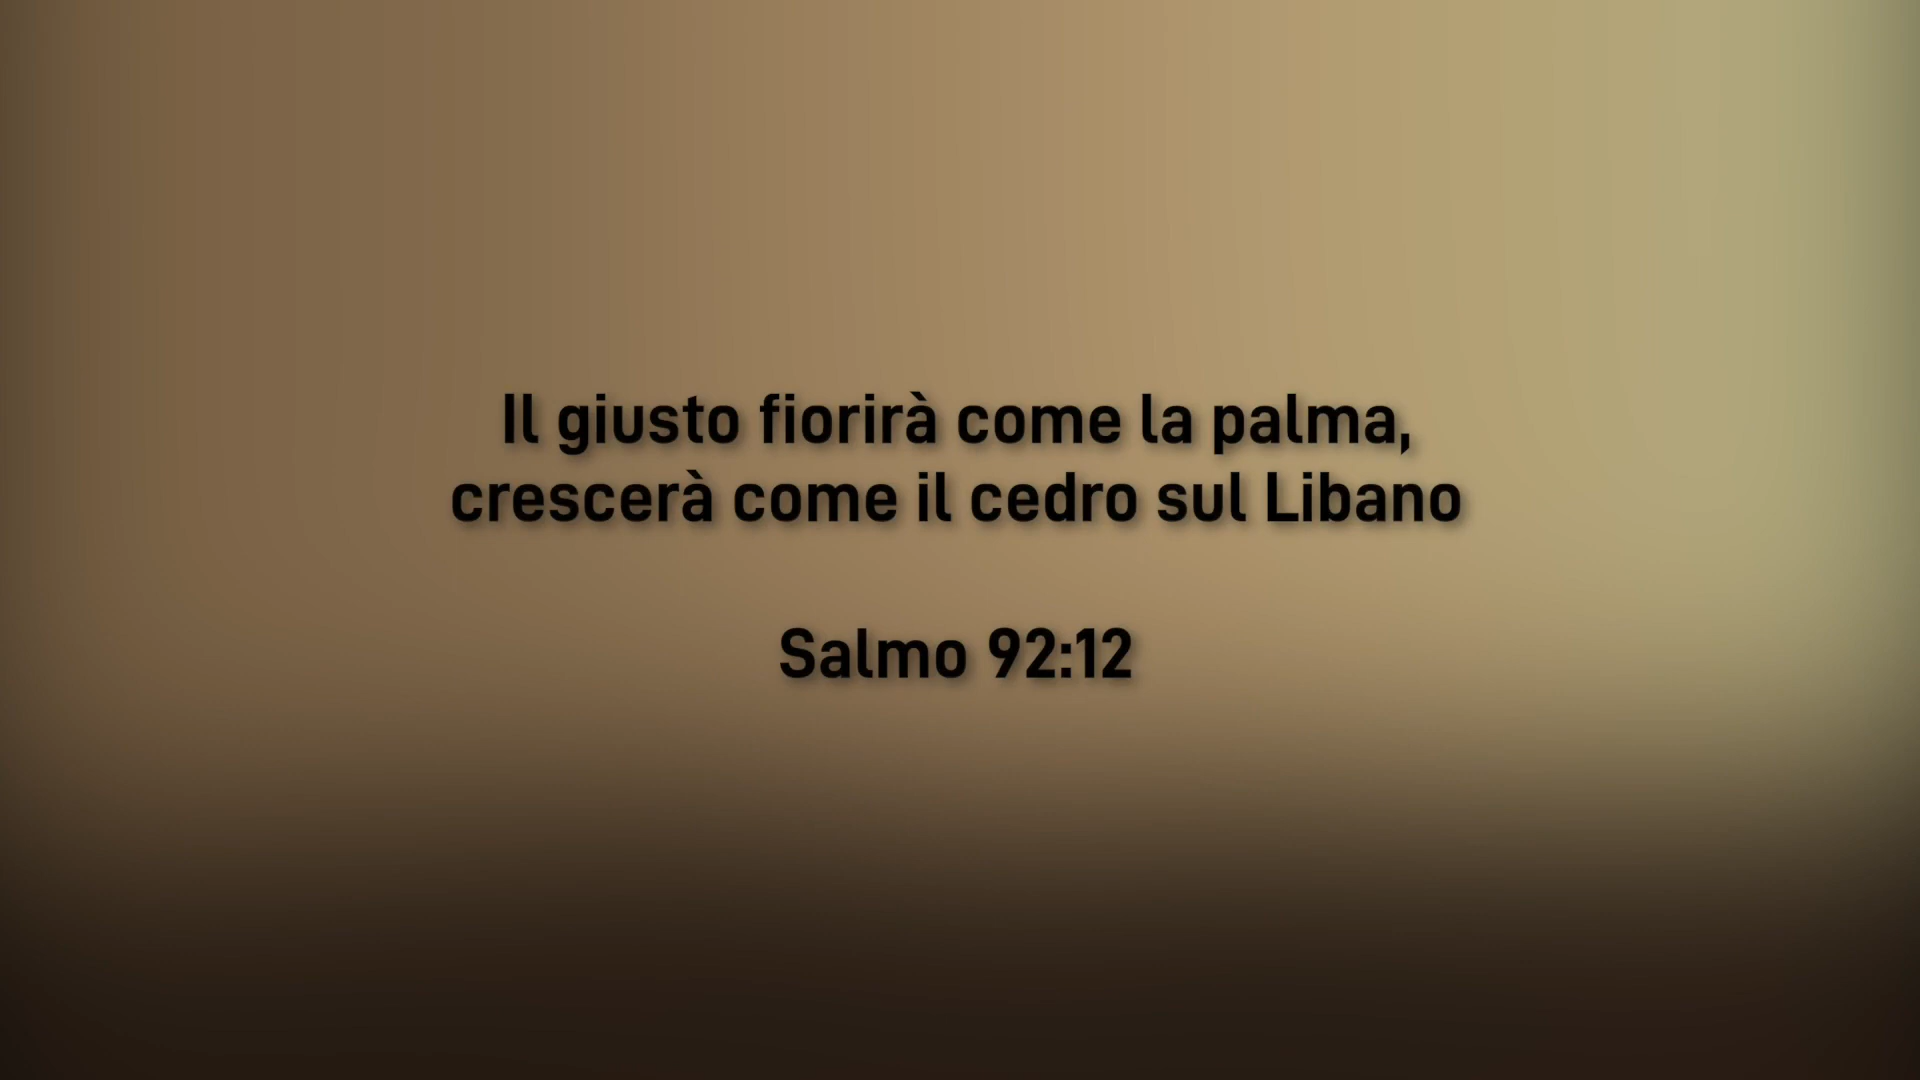 Il giusto fiorirà come la palma,
crescerà come il cedro sul Libano
Salmo 92:12